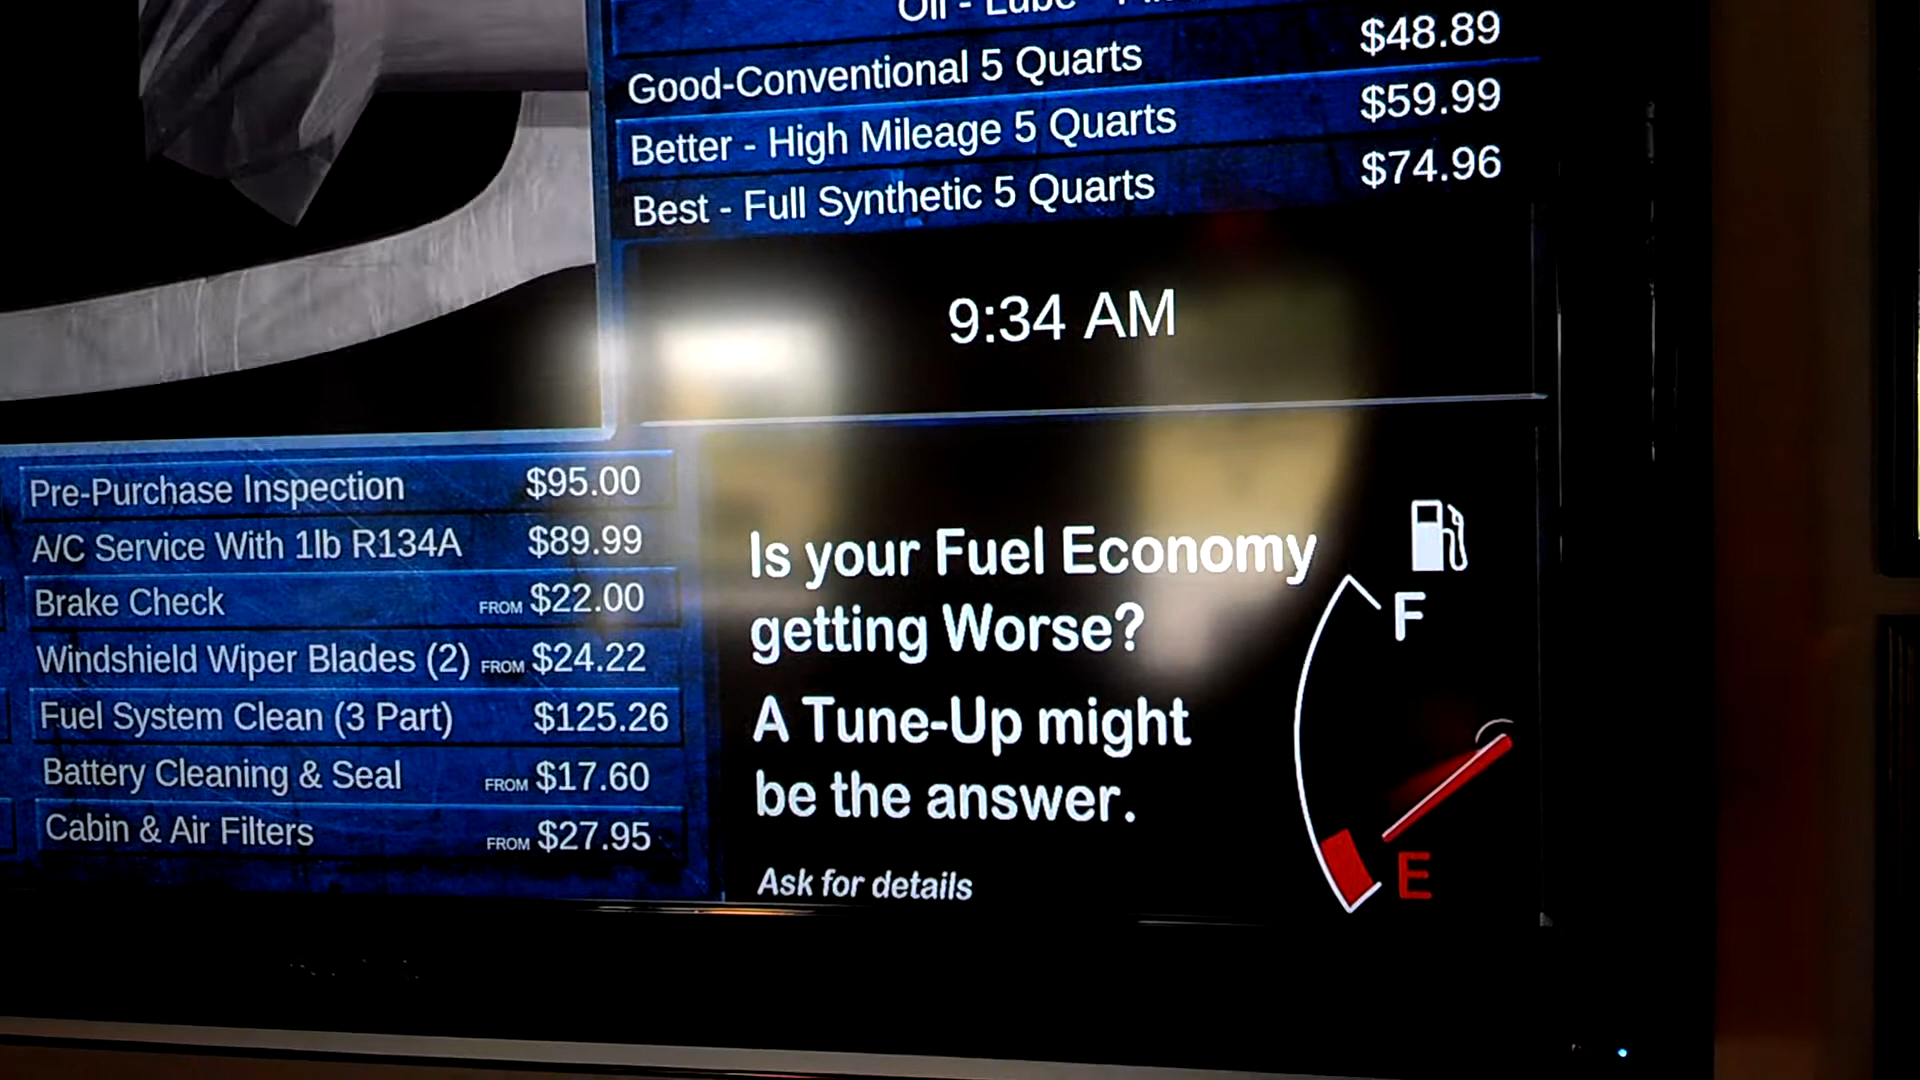 Oil - Lube -
Good-Conventional 5 Quarts $48.89
Better - High Mileage 5 Quarts $59.99
Best - Full Synthetic 5 Quarts $74.96
9:34 AM
Pre-Purchase Inspection $95.00
A/C Service With 1lb R134A $89.99
Brake Check FROM $22.00
Windshield Wiper Blades (2) FROM $24.22
Fuel System Clean (3 Part) $125.26
Battery Cleaning & Seal FROM $17.60
Cabin & Air Filters FROM $27.95
Is your Fuel Economy
getting Worse?
A Tune-Up might
be the answer.
Ask for details
F
E